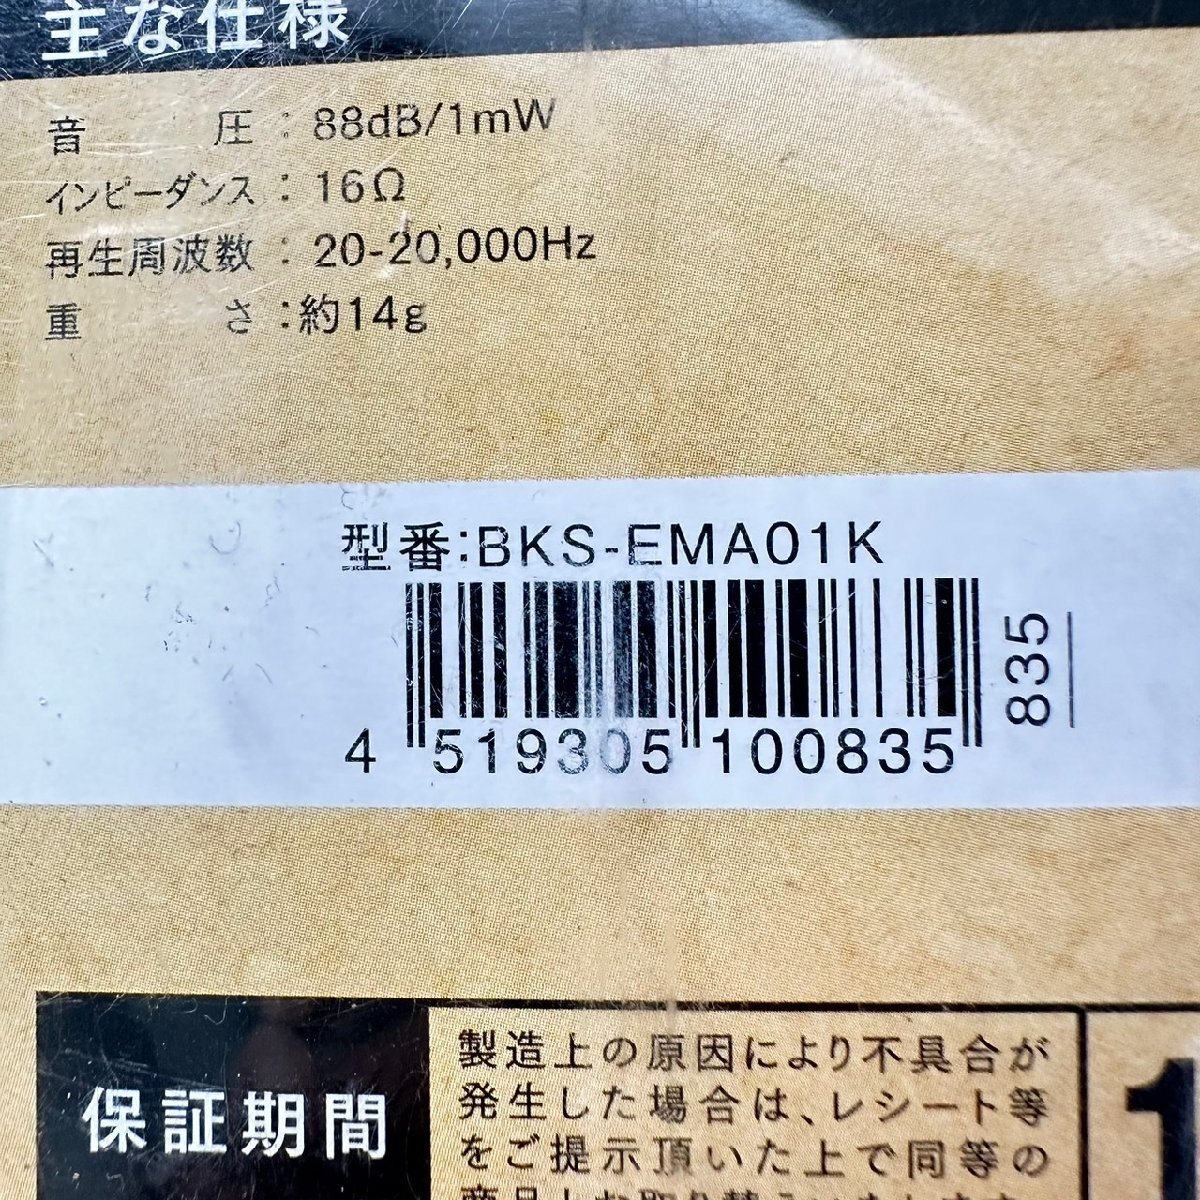 主な仕様
音圧：88dB/1mW
インピーダンス：16Ω
再生周波数：20-20,000Hz
重さ：約14g
型番:BKS-EMA01K
835
4 519305 100835
保証期間
製造上の原因により不具合が
発生した場合は、レシート等
をご提示頂いた上で同等の
1